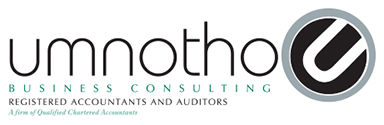 umnotho
BUSINESS CONSULTING
REGISTERED ACCOUNTANTS AND AUDITORS
A firm of Qualified Chartered Accountants